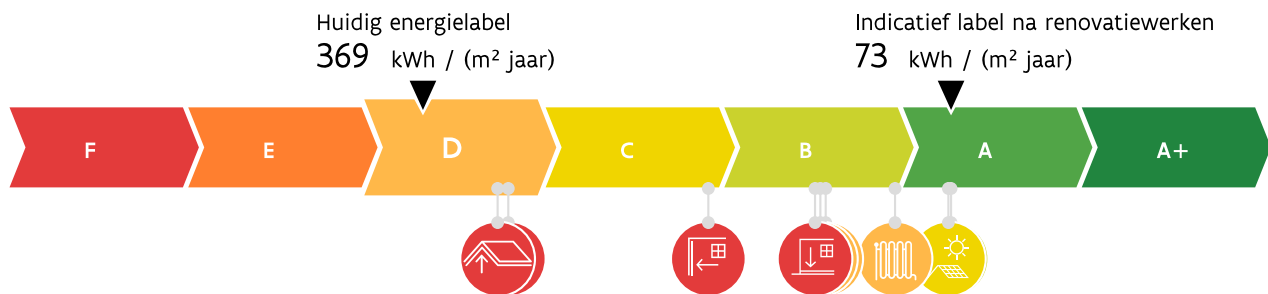 Huidig energielabel
369 kWh / (m² jaar)
Indicatief label na renovatiewerken
73 kWh / (m² jaar)
F E D C B A A+